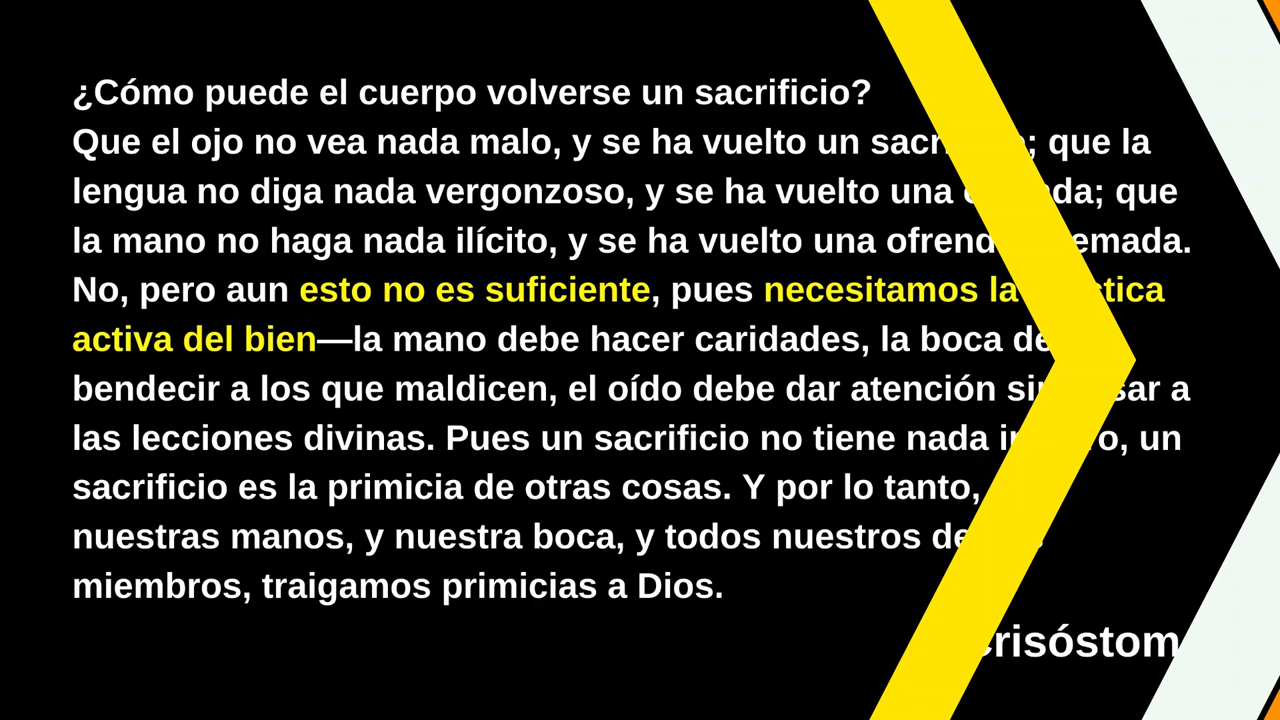 ¿Cómo puede el cuerpo volverse un sacrificio?
Que el ojo no vea nada malo, y se ha vuelto un que la
lengua no diga nada vergonzoso, y se ha vuelto una que
la mano no haga nada ilícito, y se ha vuelto una
No, pero aun esto no es suficiente, pues necesitamos la
activa del bien—la mano debe hacer caridades, la boca
bendecir a los que maldicen, el oído debe dar atención a
las lecciones divinas. Pues un sacrificio no tiene nada un
sacrificio es la primicia de otras cosas. Y por lo tanto,
nuestras manos, y nuestra boca, y todos nuestros
miembros, traigamos primicias a Dios.